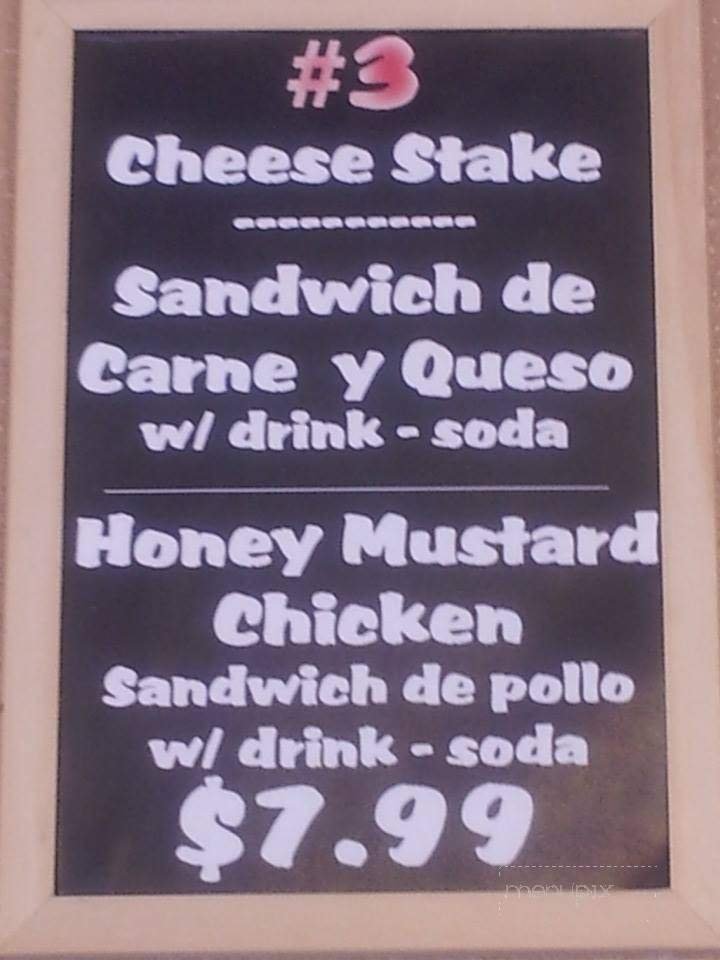 #3
Cheese Stake
-----------
Sandwich de
Carne y Queso
w/ drink - soda
Honey Mustard
Chicken
Sandwich de pollo
w/ drink - soda
$7.99
menupix